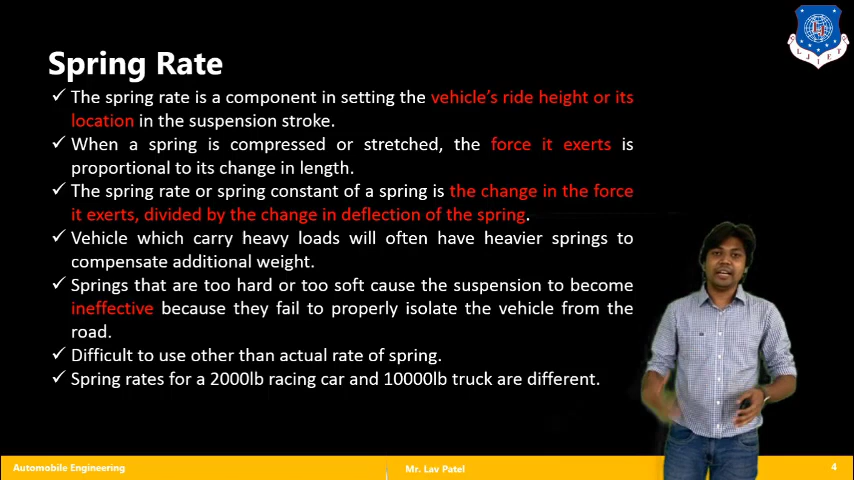 Spring Rate
✓ The spring rate is a component in setting the vehicle's ride height or its
location in the suspension stroke.
✓ When a spring is compressed or stretched, the force it exerts is
proportional to its change in length.
✓ The spring rate or spring constant of a spring is the change in the force
it exerts, divided by the change in deflection of the spring.
✓ Vehicle which carry heavy loads will often have heavier springs to
compensate additional weight.
✓ Springs that are too hard or too soft cause the suspension to become
ineffective because they fail to properly isolate the vehicle from the
road.
✓ Difficult to use other than actual rate of spring.
✓ Spring rates for a 2000lb racing car and 10000lb truck are different.
LJIET
Automobile Engineering
Mr. Lav Patel
4